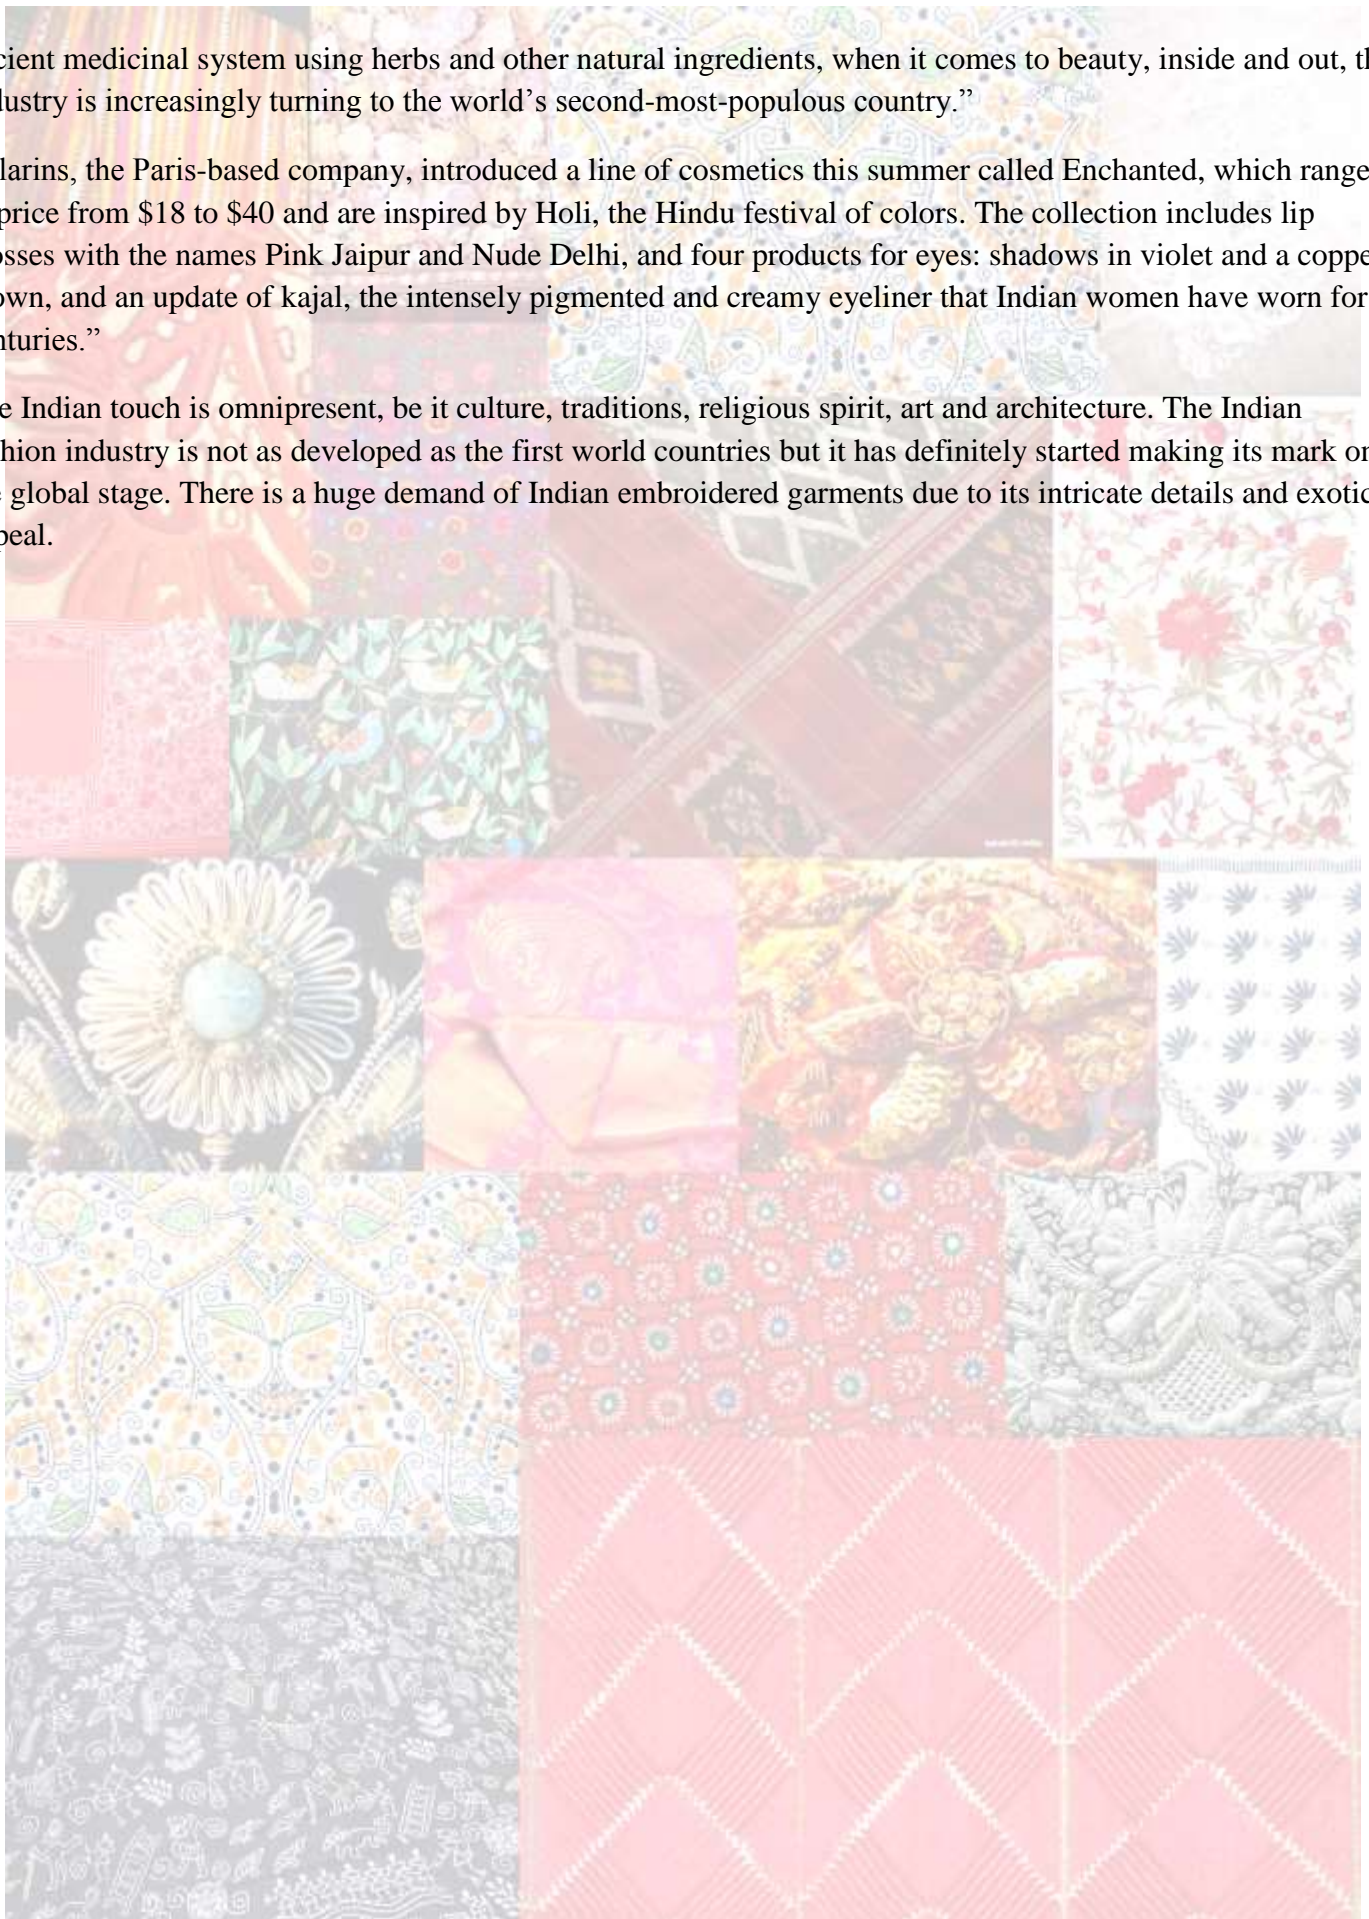 cient medicinal system using herbs and other natural ingredients, when it comes to beauty, inside and out, th
dustry is increasingly turning to the world’s second-most-populous country.”
larins, the Paris-based company, introduced a line of cosmetics this summer called Enchanted, which range
price from $18 to $40 and are inspired by Holi, the Hindu festival of colors. The collection includes lip
osses with the names Pink Jaipur and Nude Delhi, and four products for eyes: shadows in violet and a coppe
own, and an update of kajal, the intensely pigmented and creamy eyeliner that Indian women have worn for
nturies.”
e Indian touch is omnipresent, be it culture, traditions, religious spirit, art and architecture. The Indian
hion industry is not as developed as the first world countries but it has definitely started making its mark on
e global stage. There is a huge demand of Indian embroidered garments due to its intricate details and exotic
peal.